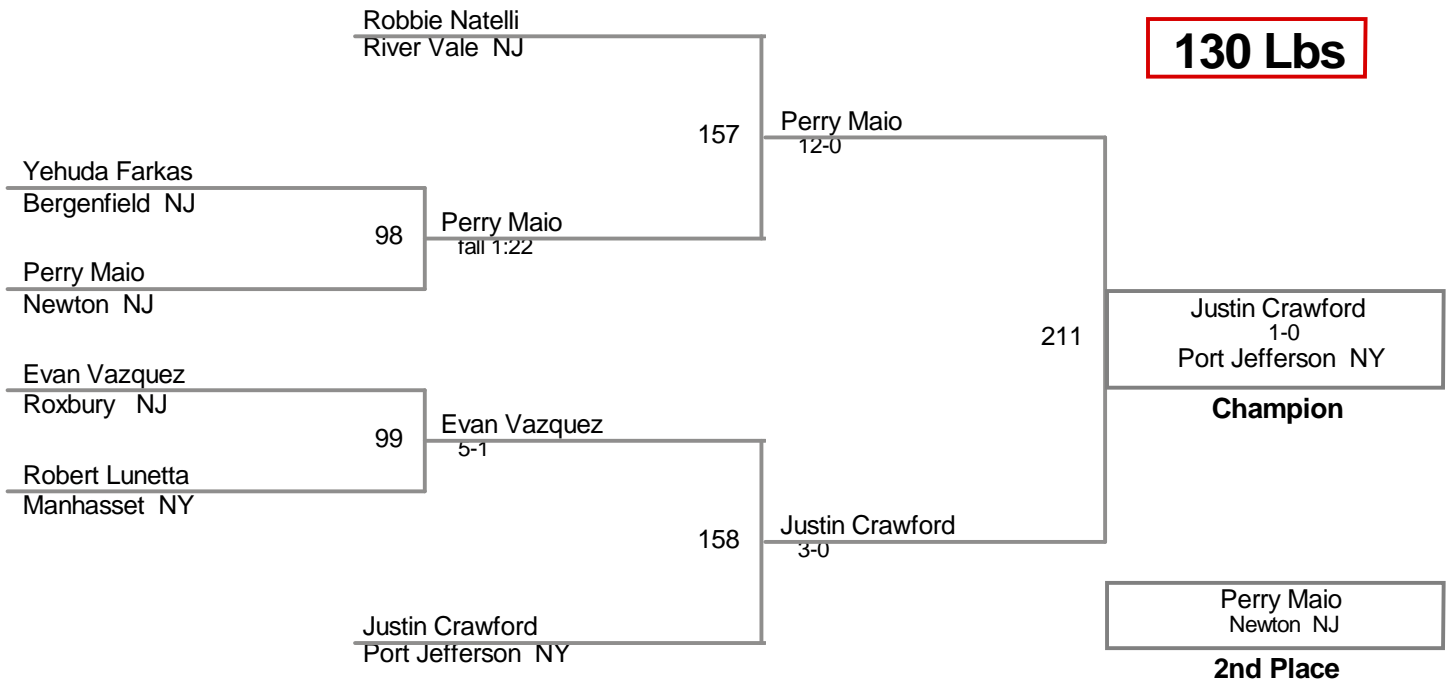 Robbie Natelli
River Vale NJ
130 Lbs
157
Perry Maio
12-0
Yehuda Farkas
Bergenfield NJ
98
Perry Maio
fall 1:22
Perry Maio
Newton NJ
211
Justin Crawford
1-0
Port Jefferson NY
Champion
Evan Vazquez
Roxbury NJ
99
Evan Vazquez
5-1
Robert Lunetta
Manhasset NY
158
Justin Crawford
3-0
Justin Crawford
Port Jefferson NY
Perry Maio
Newton NJ
2nd Place